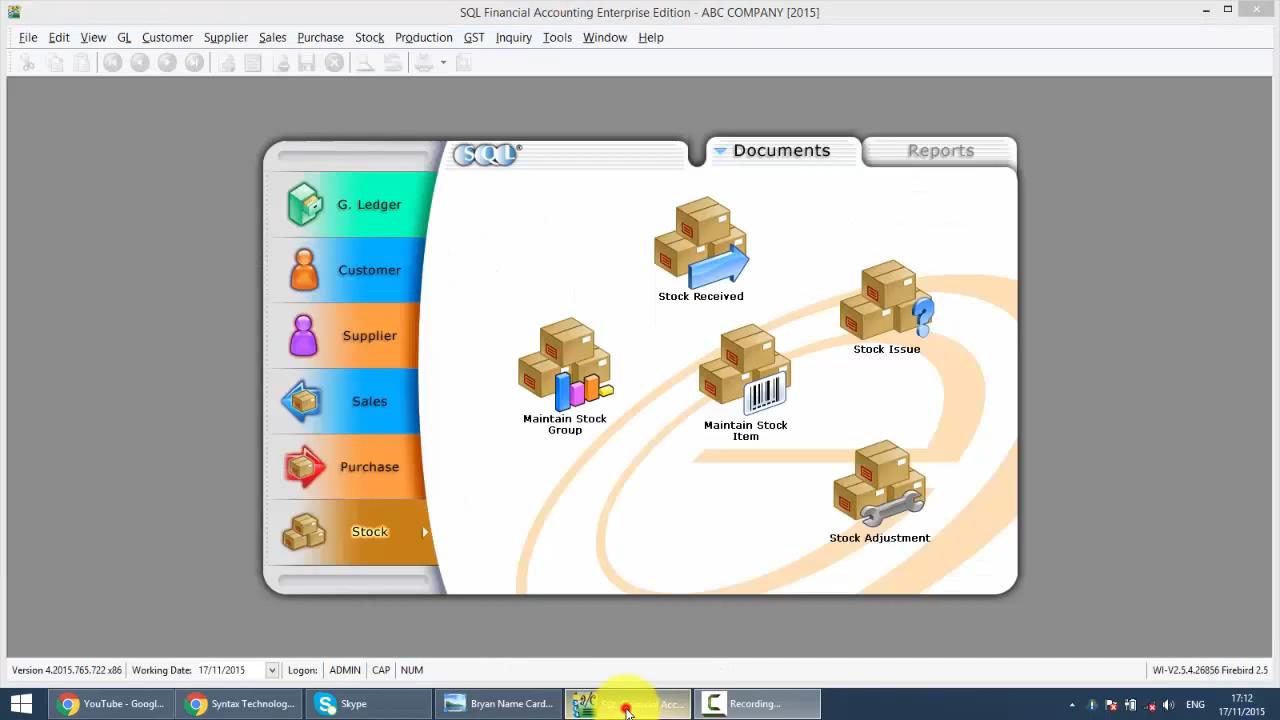 SQL Financial Accounting Enterprise Edition - ABC COMPANY [2015]
File Edit View GL Customer Supplier Sales Purchase Stock Production GST Inquiry Tools Window Help
SQL®
Documents
Reports
G. Ledger
Customer
Supplier
Sales
Purchase
Stock
Stock Received
Stock Issue
Maintain Stock
Group
Maintain Stock
Item
Stock Adjustment
Version 4.2015.765.722 x86 Working Date: 17/11/2015 Logon: ADMIN CAP NUM WI-V2.5.4.26856 Firebird 2.5
YouTube - Googl... Syntax Technolog... Skype Bryan Name Card... SQL Financial Acc... Recording... ENG 17:12
17/11/2015